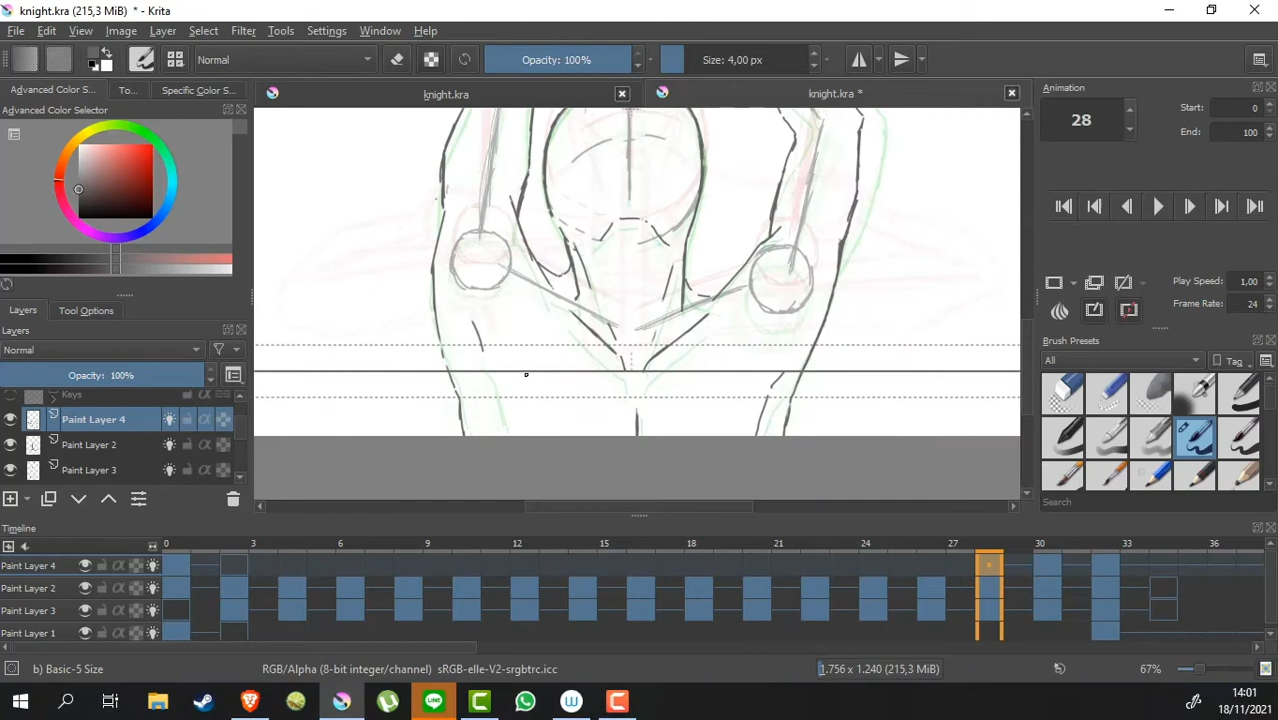 knight.kra (215,3 MiB) * - Krita
File Edit View Image Layer Select Filter Tools Settings Window Help
Normal Opacity: 100% Size: 4,00 px
Advanced Color S... To... Specific Color S...
knight.kra knight.kra *
Animation
Advanced Color Selector
28
Start: 0
End: 100
Play Speed: 1,00
Frame Rate: 24
Layers Tool Options
Layers
Normal
Opacity: 100%
Keys
Paint Layer 4
Paint Layer 2
Paint Layer 3
Brush Presets
All Tag
Search
Timeline
0 3 6 9 12 15 18 21 24 27 30 33 36
Paint Layer 4
Paint Layer 2
Paint Layer 3
Paint Layer 1
b) Basic-5 Size RGB/Alpha (8-bit integer/channel) sRGB-elle-V2-srgbtrc.icc 1.756 x 1.240 (215,3 MiB) 67%
LINE
14:01
18/11/2021